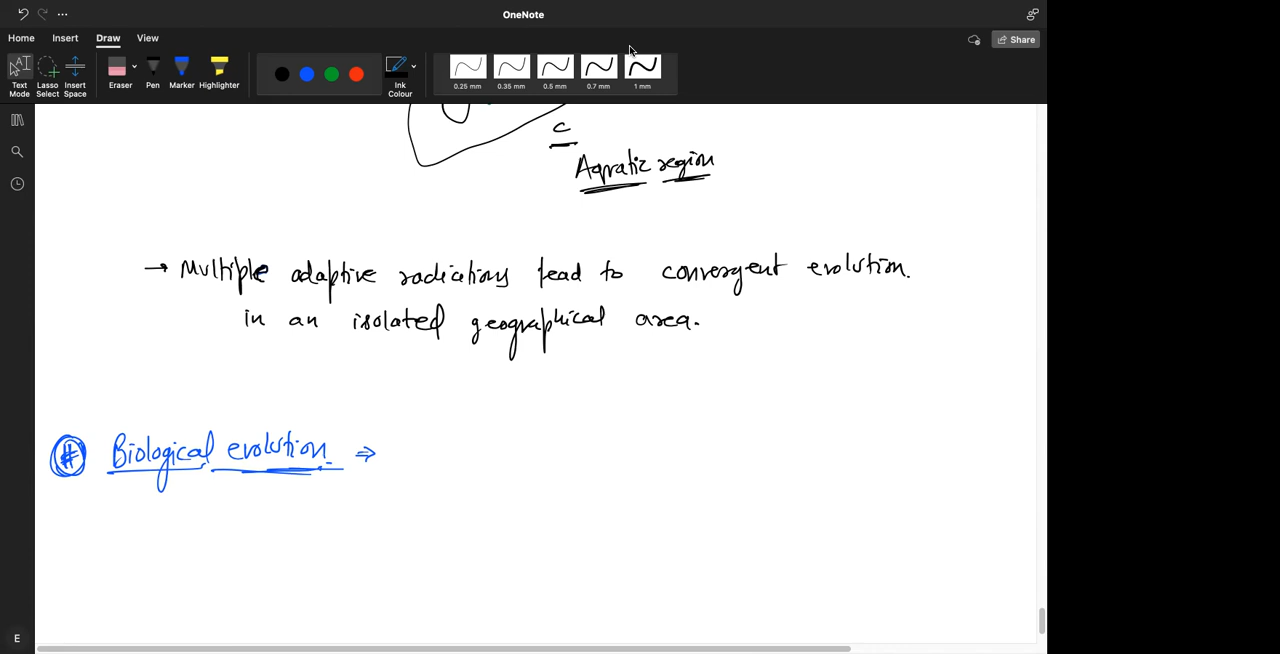 OneNote
Home Insert Draw View
Share
Text Mode
Lasso Select
Insert Space
Eraser
Pen
Marker
Highlighter
Ink Colour
0.25 mm
0.35 mm
0.5 mm
0.7 mm
1 mm
c
Aquatic region
→ Multiple adaptive radiations lead to convergent evolution.
in an isolated geographical area.
# Biological evolution ⇒
E